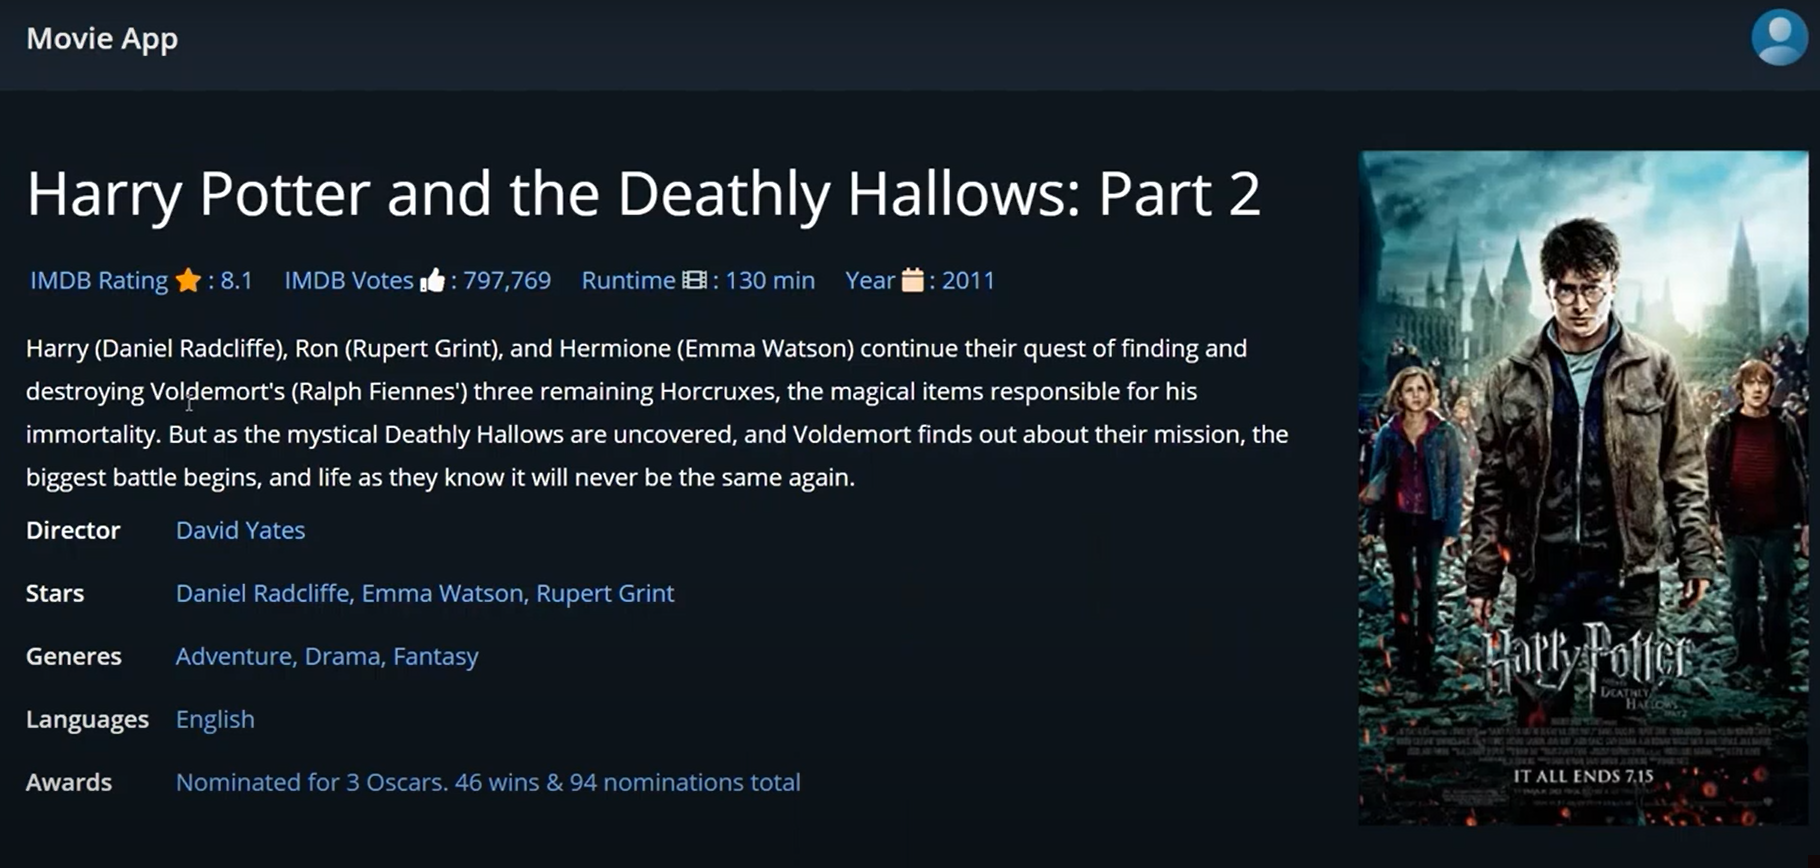 Movie App
Harry Potter and the Deathly Hallows: Part 2
IMDB Rating : 8.1 IMDB Votes : 797,769 Runtime : 130 min Year : 2011
Harry (Daniel Radcliffe), Ron (Rupert Grint), and Hermione (Emma Watson) continue their quest of finding and
destroying Voldemort's (Ralph Fiennes') three remaining Horcruxes, the magical items responsible for his
immortality. But as the mystical Deathly Hallows are uncovered, and Voldemort finds out about their mission, the
biggest battle begins, and life as they know it will never be the same again.
Director David Yates
Stars Daniel Radcliffe, Emma Watson, Rupert Grint
Generes Adventure, Drama, Fantasy
Languages English
Awards Nominated for 3 Oscars. 46 wins & 94 nominations total
Harry Potter
DEATHLY
HALLOWS
IT ALL ENDS 7.15